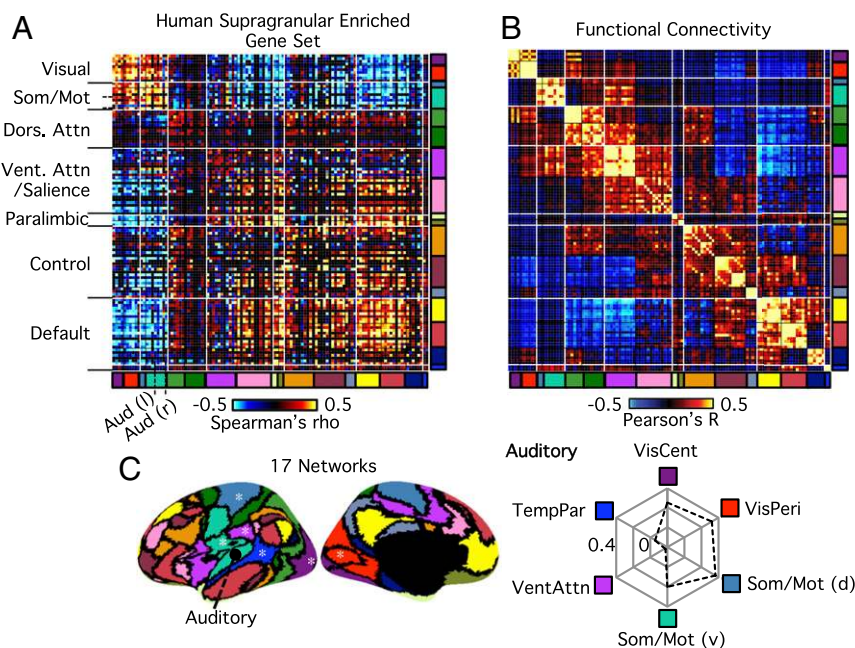 A
Human Supragranular Enriched
Gene Set
Visual
Som/Mot
Dors. Attn
Vent. Attn
/Salience
Paralimbic
Control
Default
Aud (l)
Aud (r)
-0.5 0.5
Spearman's rho
B
Functional Connectivity
-0.5 0.5
Pearson's R
C
17 Networks
*
*
*
*
*
*
Auditory
Auditory
VisCent
TempPar
VisPeri
0.4 0
VentAttn
Som/Mot (d)
Som/Mot (v)